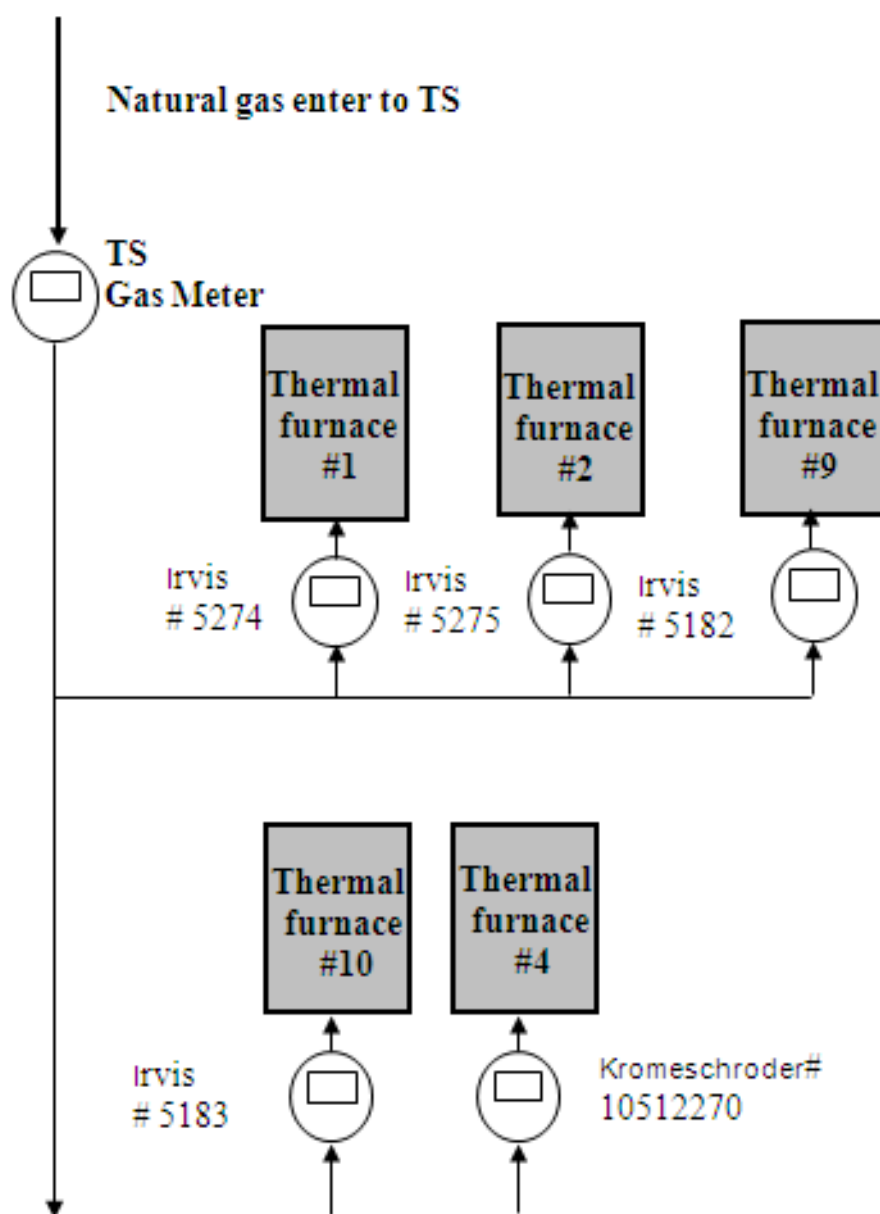 Natural gas enter to TS
TS
Gas Meter
Thermal
furnace
#1
Thermal
furnace
#2
Thermal
furnace
#9
Irvis
# 5274
Irvis
# 5275
Irvis
# 5182
Thermal
furnace
#10
Thermal
furnace
#4
Irvis
# 5183
Kromeschroder#
10512270